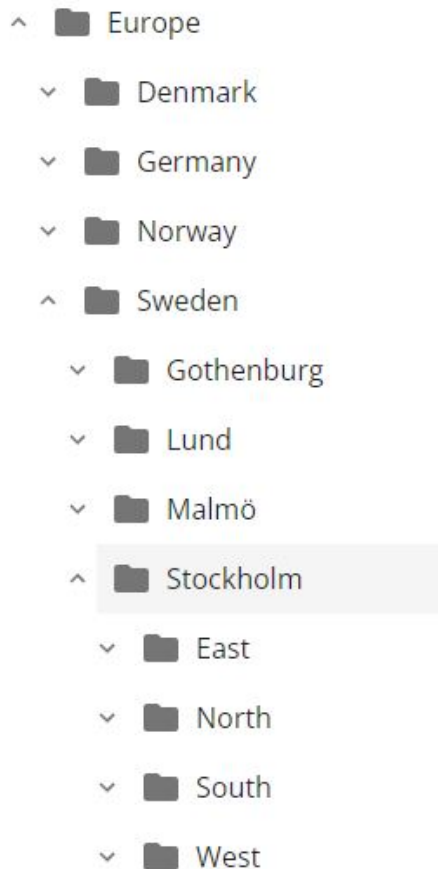 Europe
Denmark
Germany
Norway
Sweden
Gothenburg
Lund
Malmö
Stockholm
East
North
South
West